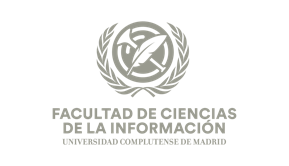 FACULTAD DE CIENCIAS
DE LA INFORMACIÓN
UNIVERSIDAD COMPLUTENSE DE MADRID